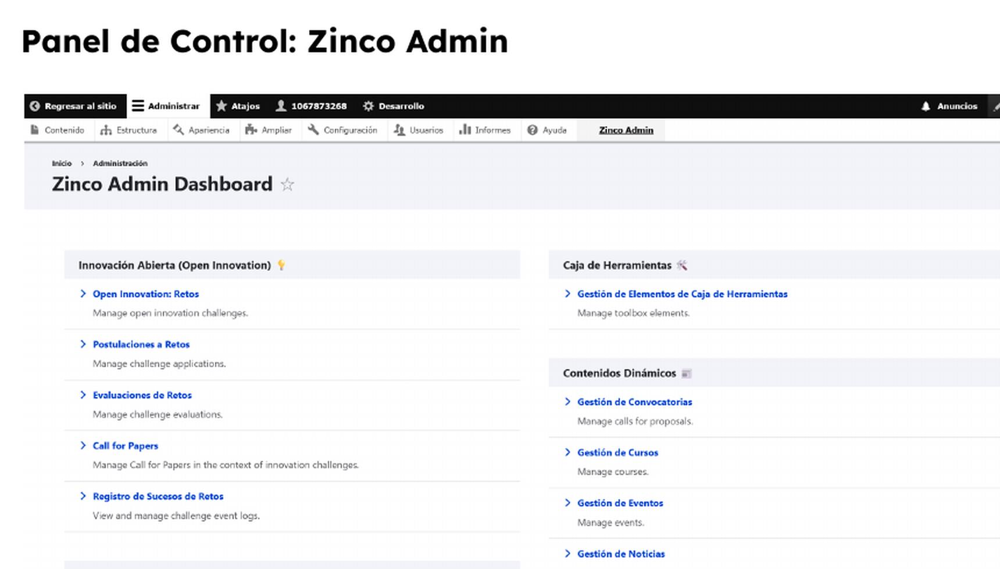 Panel de Control: Zinco Admin
Regresar al sitio Administrar Atajos 1067873268 Desarrollo Anuncios
Contenido Estructura Apariencia Ampliar Configuración Usuarios Informes Ayuda Zinco Admin
Inicio › Administración
Zinco Admin Dashboard
Innovación Abierta (Open Innovation)
Open Innovation: Retos
Manage open innovation challenges.
Postulaciones a Retos
Manage challenge applications.
Evaluaciones de Retos
Manage challenge evaluations.
Call for Papers
Manage Call for Papers in the context of innovation challenges.
Registro de Sucesos de Retos
View and manage challenge event logs.
Caja de Herramientas
Gestión de Elementos de Caja de Herramientas
Manage toolbox elements.
Contenidos Dinámicos
Gestión de Convocatorias
Manage calls for proposals.
Gestión de Cursos
Manage courses.
Gestión de Eventos
Manage events.
Gestión de Noticias